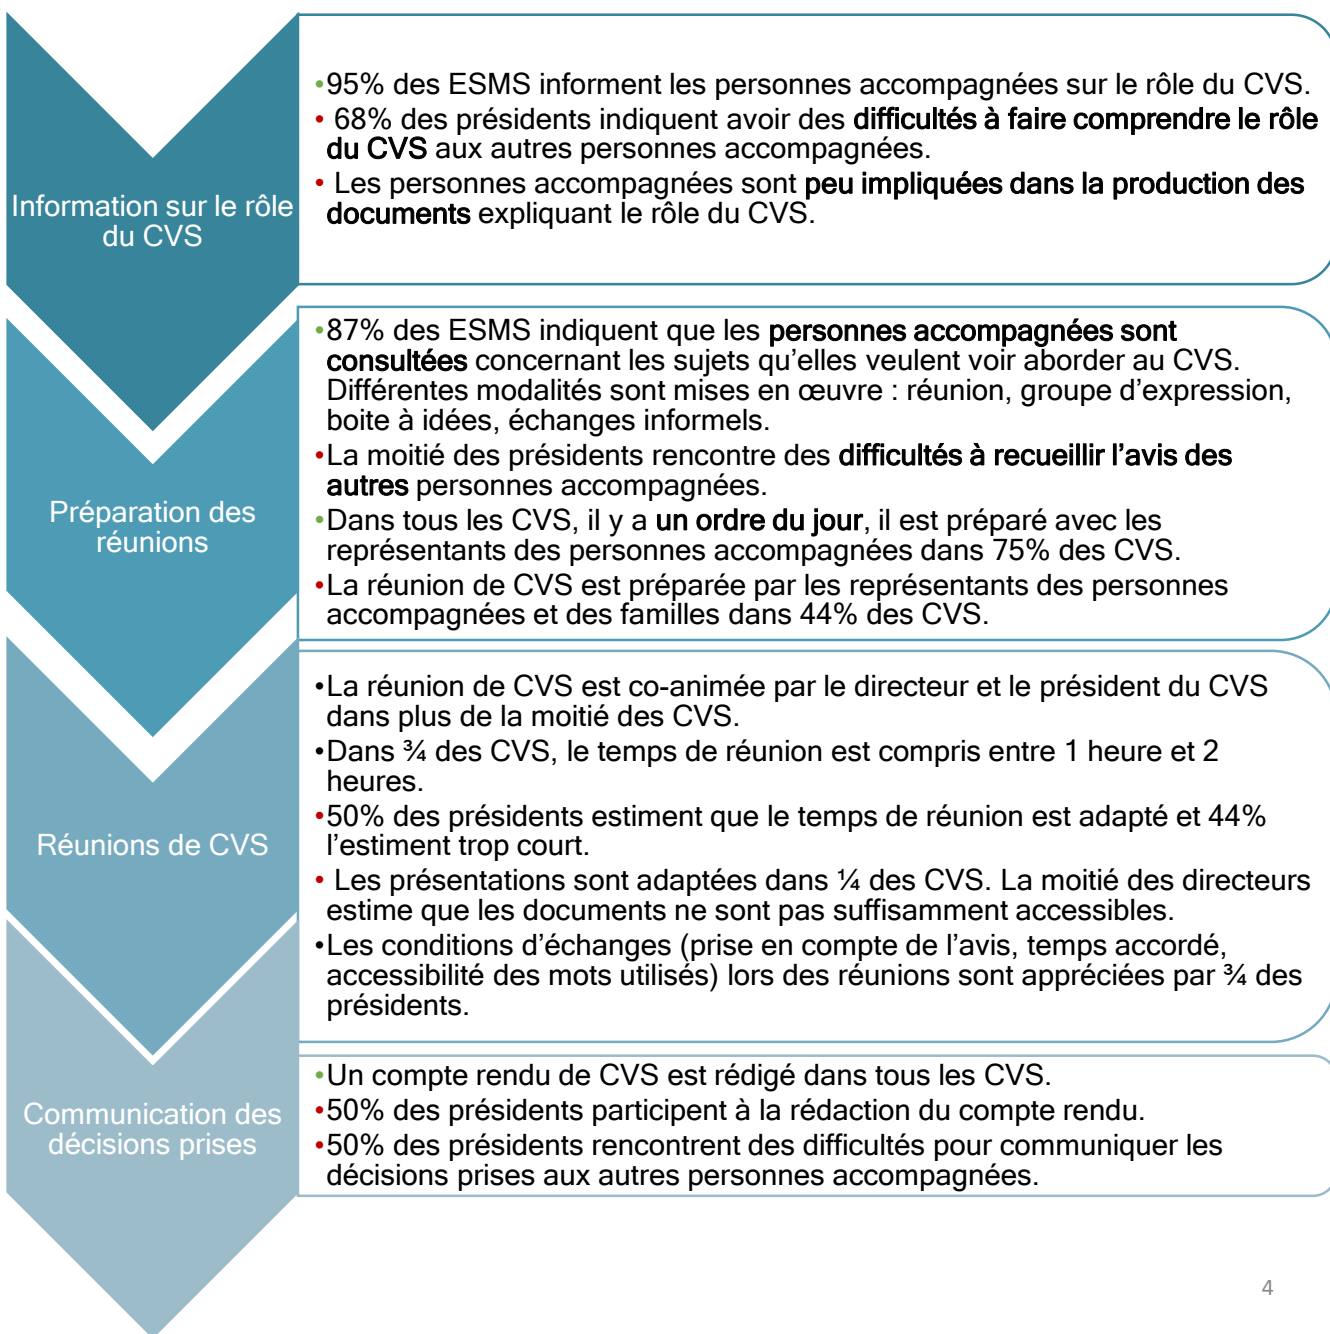 Information sur le rôle
du CVS
•95% des ESMS informent les personnes accompagnées sur le rôle du CVS.
• 68% des présidents indiquent avoir des difficultés à faire comprendre le rôle
du CVS aux autres personnes accompagnées.
• Les personnes accompagnées sont peu impliquées dans la production des
documents expliquant le rôle du CVS.
Préparation des
réunions
•87% des ESMS indiquent que les personnes accompagnées sont
consultées concernant les sujets qu’elles veulent voir aborder au CVS.
Différentes modalités sont mises en œuvre : réunion, groupe d’expression,
boite à idées, échanges informels.
•La moitié des présidents rencontre des difficultés à recueillir l’avis des
autres personnes accompagnées.
•Dans tous les CVS, il y a un ordre du jour, il est préparé avec les
représentants des personnes accompagnées dans 75% des CVS.
•La réunion de CVS est préparée par les représentants des personnes
accompagnées et des familles dans 44% des CVS.
Réunions de CVS
•La réunion de CVS est co-animée par le directeur et le président du CVS
dans plus de la moitié des CVS.
•Dans ¾ des CVS, le temps de réunion est compris entre 1 heure et 2
heures.
•50% des présidents estiment que le temps de réunion est adapté et 44%
l’estiment trop court.
• Les présentations sont adaptées dans ¼ des CVS. La moitié des directeurs
estime que les documents ne sont pas suffisamment accessibles.
•Les conditions d’échanges (prise en compte de l’avis, temps accordé,
accessibilité des mots utilisés) lors des réunions sont appréciées par ¾ des
présidents.
Communication des
décisions prises
•Un compte rendu de CVS est rédigé dans tous les CVS.
•50% des présidents participent à la rédaction du compte rendu.
•50% des présidents rencontrent des difficultés pour communiquer les
décisions prises aux autres personnes accompagnées.
4